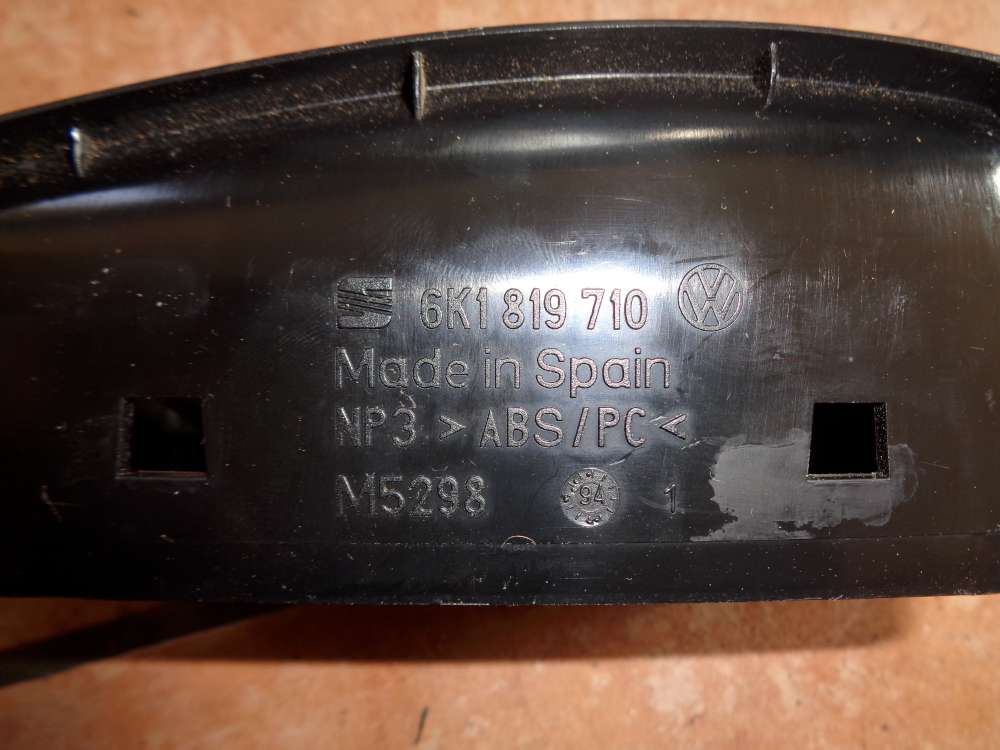 6K1 819 710
Made in Spain
NP3 >ABS/PC<
M5298 94 1